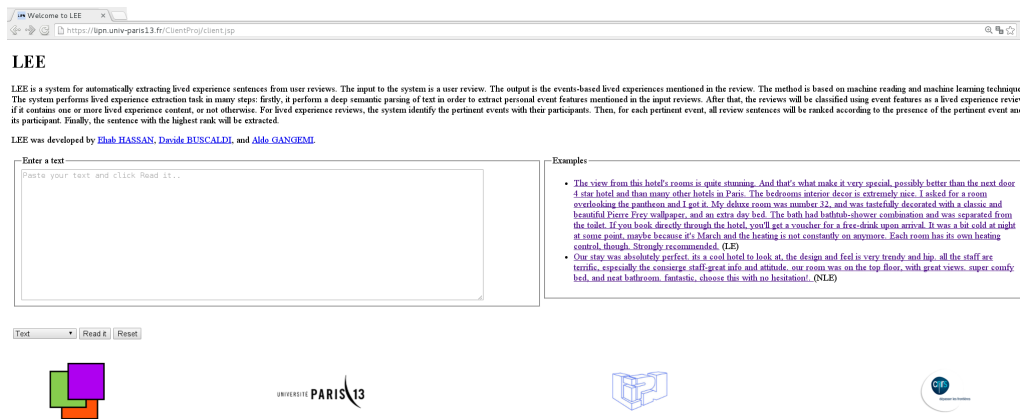 Welcome to LEE
https://lipn.univ-paris13.fr/ClientProj/client.jsp
LEE
LEE is a system for automatically extracting lived experience sentences from user reviews. The input to the system is a user review. The output is the events-based lived experiences mentioned in the review. The method is based on machine reading and machine learning technique
The system performs lived experience extraction task in many steps: firstly, it perform a deep semantic parsing of text in order to extract personal event features mentioned in the input reviews. After that, the reviews will be classified using event features as a lived experience review
if it contains one or more lived experience content, or not otherwise. For lived experience reviews, the system identify the pertinent events with their participants. Then, for each pertinent event, all review sentences will be ranked according to the presence of the pertinent event and
its participant. Finally, the sentence with the highest rank will be extracted.
LEE was developed by Ehab HASSAN, Davide BUSCALDI, and Aldo GANGEMI.
Enter a text
Paste your text and click Read it..
Examples
The view from this hotel's rooms is quite stunning. And that's what make it very special, possibly better than the next door
4 star hotel and than many other hotels in Paris. The bedrooms interior decor is extremely nice. I asked for a room
overlooking the pantheon and I got it. My deluxe room was number 32, and was tastefully decorated with a classic and
beautiful Pierre Frey wallpaper, and an extra day bed. The bath had bathtub-shower combination and was separated from
the toilet. If you book directly through the hotel, you'll get a voucher for a free-drink upon arrival. It was a bit cold at night
at some point, maybe because it's March and the heating is not constantly on anymore. Each room has its own heating
control, though. Strongly recommended. (LE)
Our stay was absolutely perfect. its a cool hotel to look at, the design and feel is very trendy and hip. all the staff are
terrific, especially the consierge staff-great info and attitude. our room was on the top floor, with great views. super comfy
bed, and neat bathroom. fantastic, choose this with no hesitation!. (NLE)
Text
Read it
Reset
UNIVERSITÉ PARIS 13
cnrs